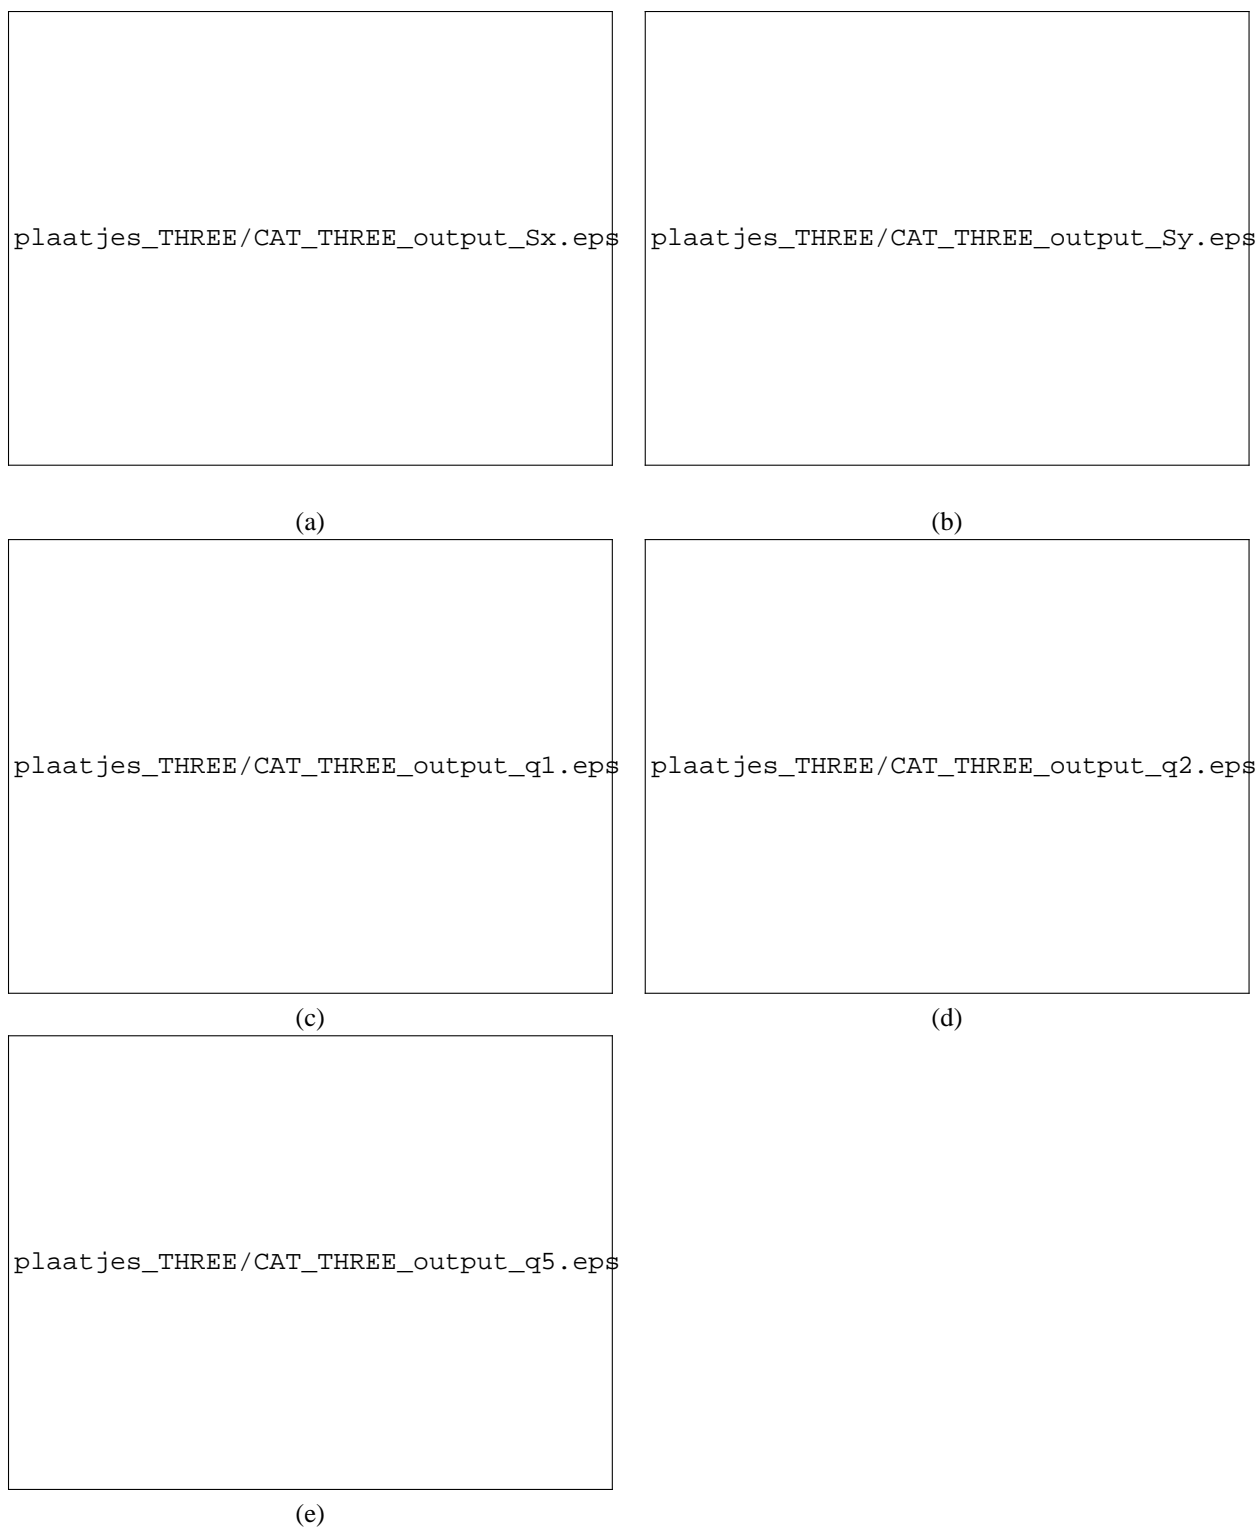 plaatjes_THREE/CAT_THREE_output_Sx.eps
plaatjes_THREE/CAT_THREE_output_Sy.eps
(a)
(b)
plaatjes_THREE/CAT_THREE_output_q1.eps
plaatjes_THREE/CAT_THREE_output_q2.eps
(c)
(d)
plaatjes_THREE/CAT_THREE_output_q5.eps
(e)